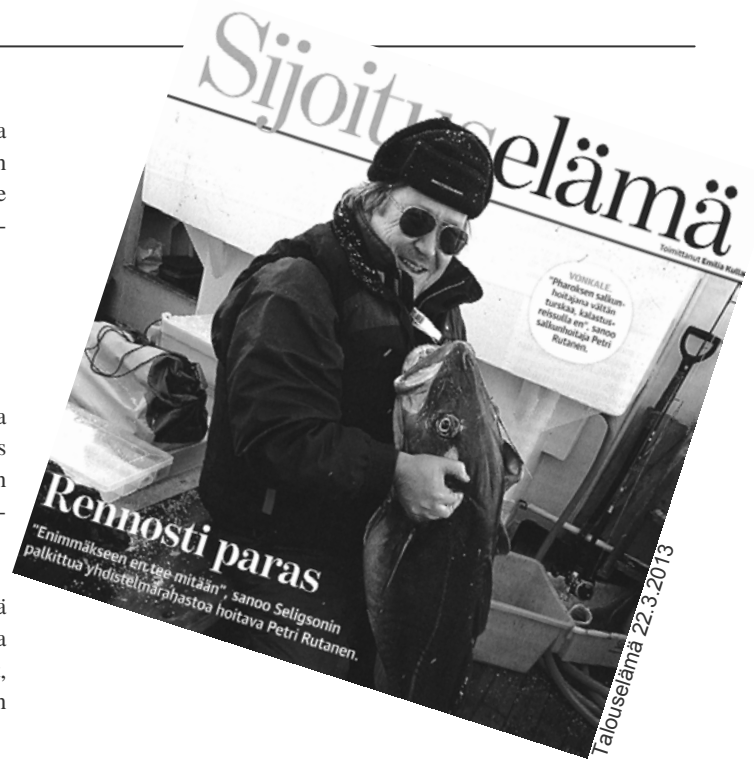 Sijoituselämä
Toimittanut Emilia Kullas
VONKALE.
"Pharoksen salkun-
hoitajana vältän
turskaa, kalastus-
reissulla en", sanoo
salkunhoitaja Petri
Rutanen.
Rennosti paras
"Enimmäkseen en tee mitään", sanoo Seligsonin
palkittua yhdistelmärahastoa hoitava Petri Rutanen.
Talouselämä 22.3.2013
a
n
e
-
a
s
n
-
ä
a
,
n